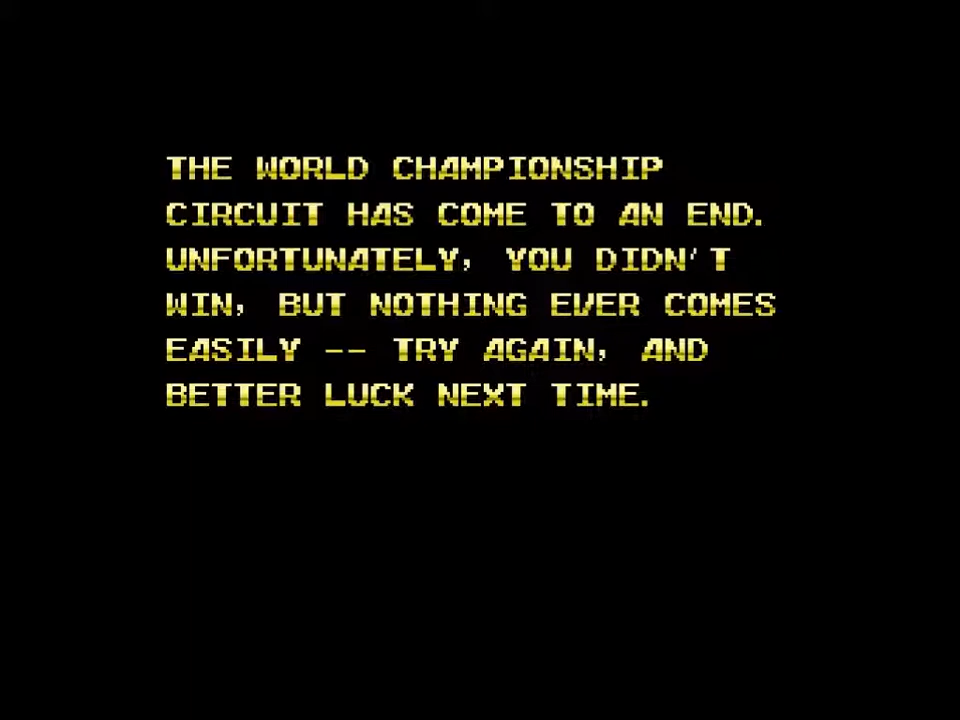 THE WORLD CHAMPIONSHIP
CIRCUIT HAS COME TO AN END.
UNFORTUNATELY, YOU DIDN'T
WIN, BUT NOTHING EVER COMES
EASILY -- TRY AGAIN, AND
BETTER LUCK NEXT TIME.